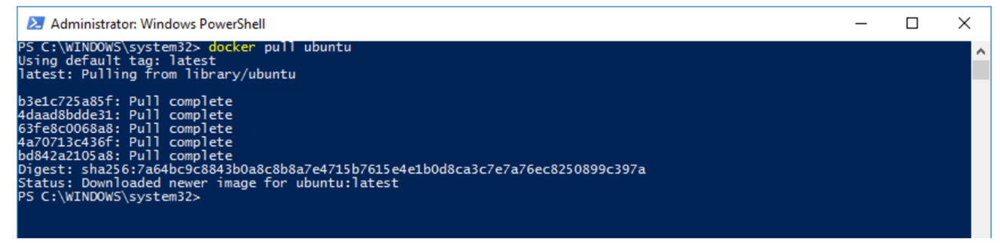 Administrator: Windows PowerShell
PS C:\WINDOWS\system32> docker pull ubuntu
Using default tag: latest
latest: Pulling from library/ubuntu
b3e1c725a85f: Pull complete
4daad8bdde31: Pull complete
63fe8c0068a8: Pull complete
4a70713c436f: Pull complete
bd842a2105a8: Pull complete
Digest: sha256:7a64bc9c8843b0a8c8b8a7e4715b7615e4e1b0d8ca3c7e7a76ec8250899c397a
Status: Downloaded newer image for ubuntu:latest
PS C:\WINDOWS\system32>